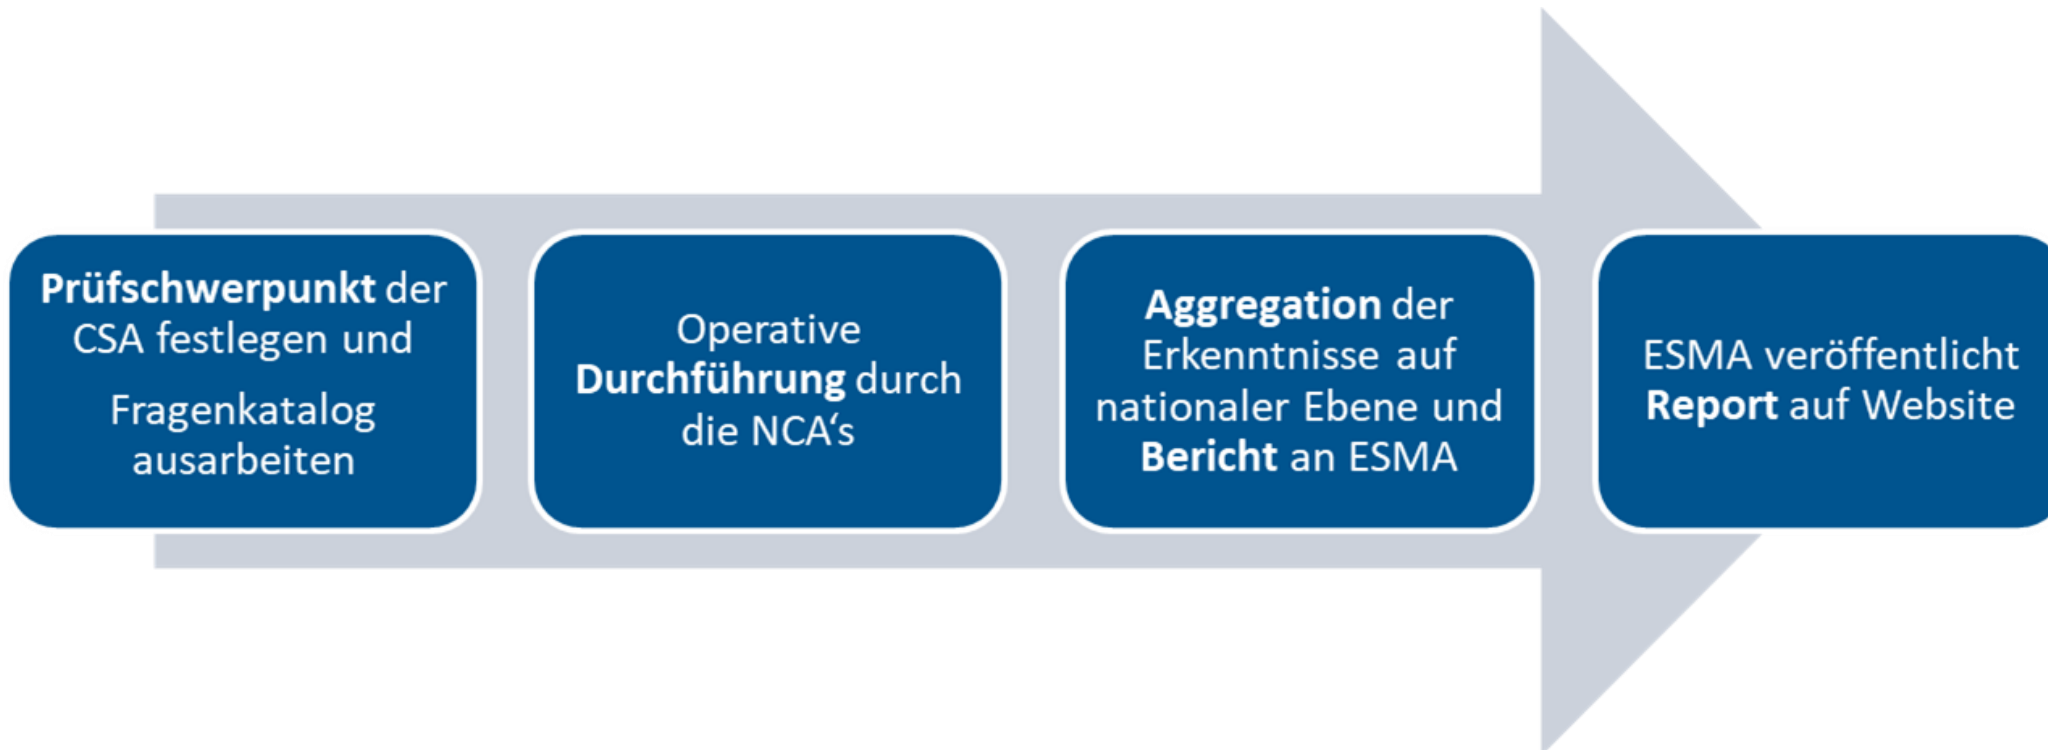 Prüfschwerpunkt der
CSA festlegen und
Fragenkatalog
ausarbeiten
Operative
Durchführung durch
die NCA‘s
Aggregation der
Erkenntnisse auf
nationaler Ebene und
Bericht an ESMA
ESMA veröffentlicht
Report auf Website